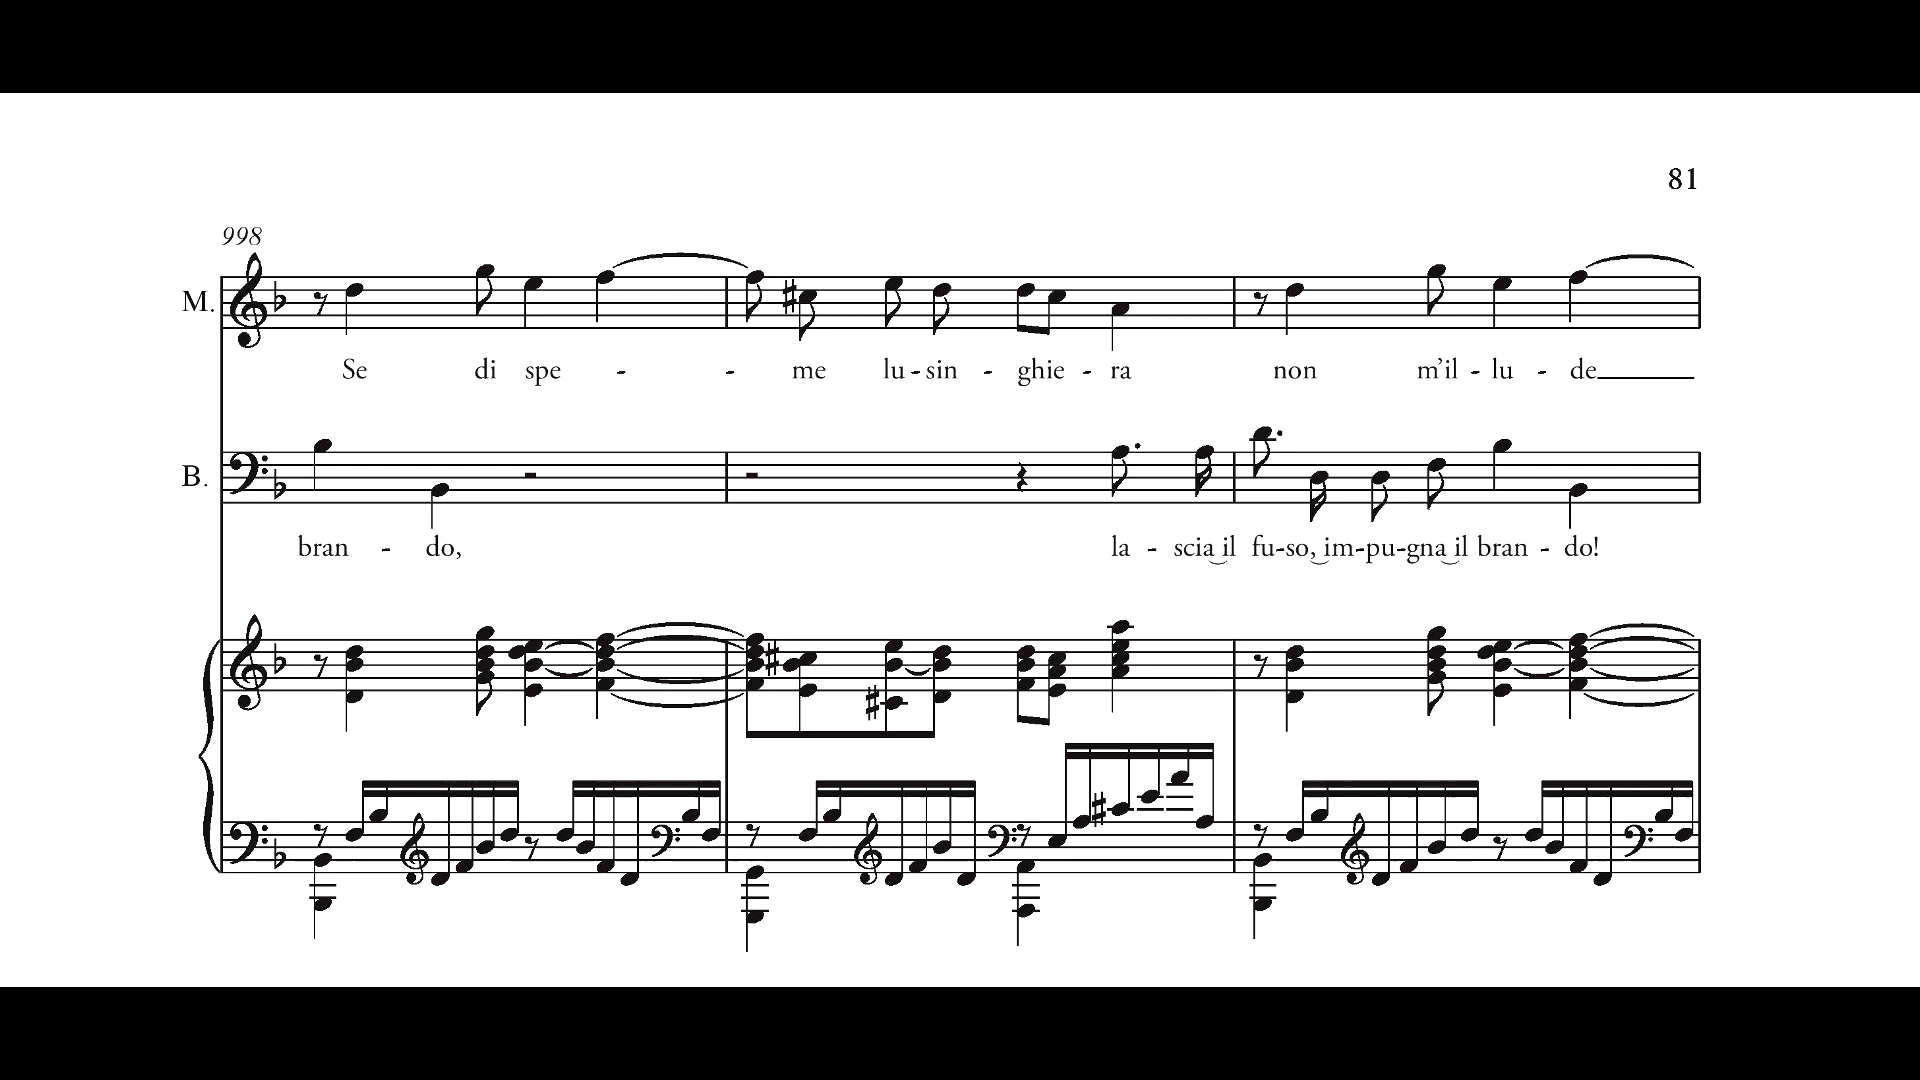 81
998
M.
Se di spe - - me lu - sin - ghie - ra non m'il - lu - de
B.
bran - do, la - scia il fu-so, im-pu-gna il bran - do!